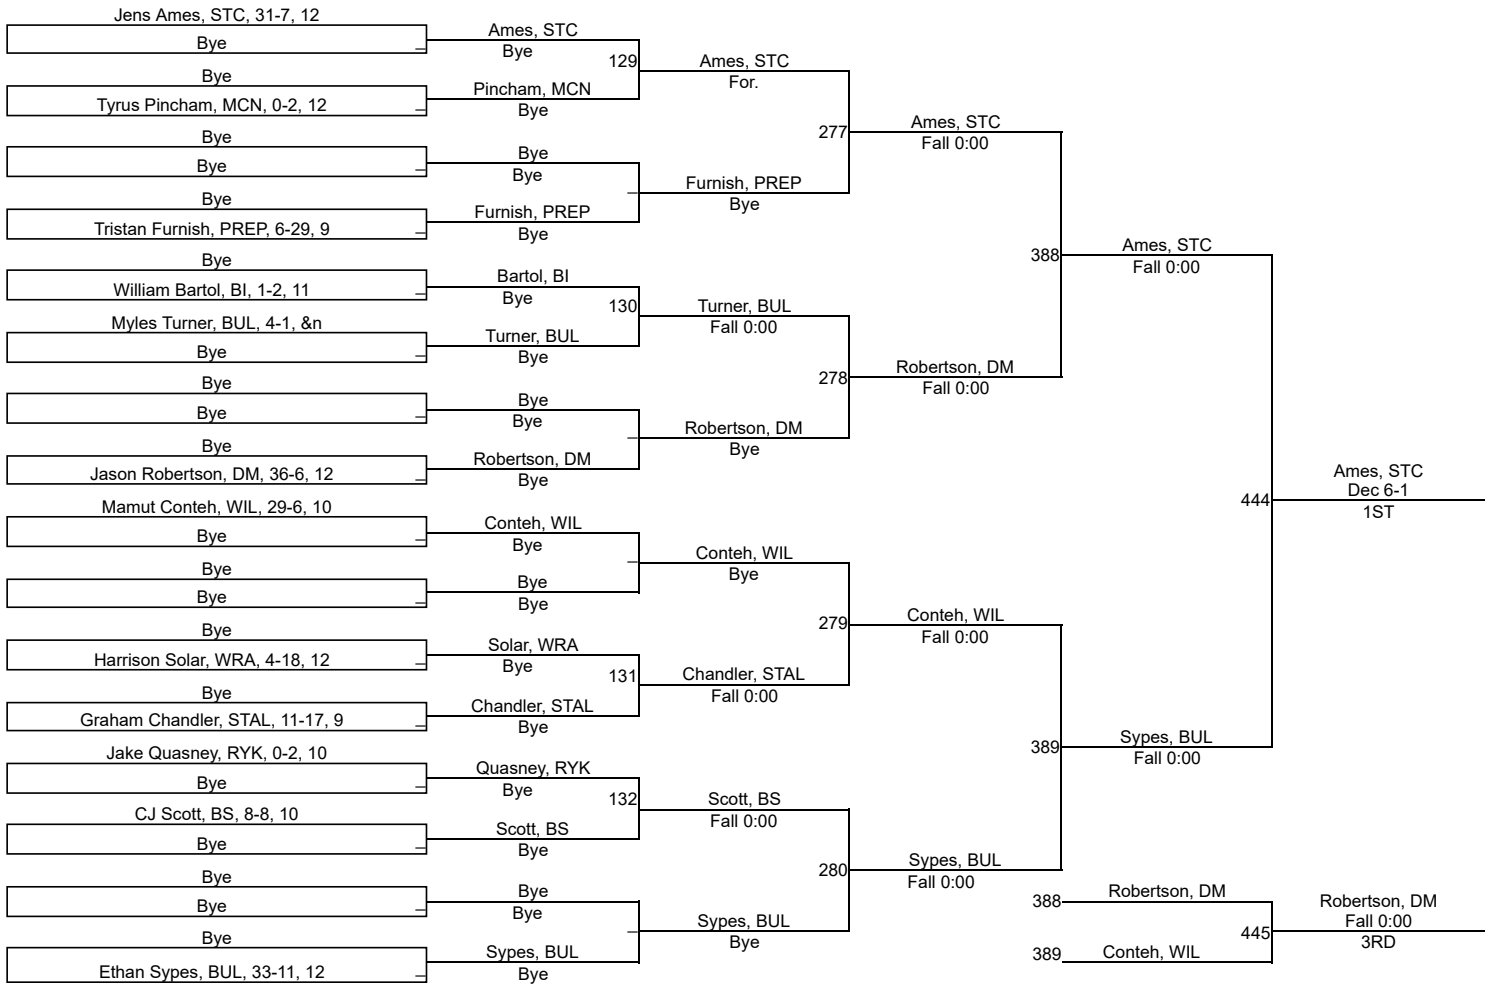 Jens Ames, STC, 31-7, 12
Bye
Bye
Tyrus Pincham, MCN, 0-2, 12
Bye
Bye
Bye
Tristan Furnish, PREP, 6-29, 9
Bye
William Bartol, BI, 1-2, 11
Myles Turner, BUL, 4-1, &n
Bye
Bye
Bye
Bye
Jason Robertson, DM, 36-6, 12
Mamut Conteh, WIL, 29-6, 10
Bye
Bye
Bye
Bye
Harrison Solar, WRA, 4-18, 12
Bye
Graham Chandler, STAL, 11-17, 9
Jake Quasney, RYK, 0-2, 10
Bye
CJ Scott, BS, 8-8, 10
Bye
Bye
Bye
Bye
Ethan Sypes, BUL, 33-11, 12
Ames, STC
Bye
129
Pincham, MCN
Bye
Bye
Bye
Furnish, PREP
Bye
Bartol, BI
Bye
130
Turner, BUL
Bye
Bye
Bye
Robertson, DM
Bye
Conteh, WIL
Bye
Bye
Bye
Solar, WRA
Bye
131
Chandler, STAL
Bye
Quasney, RYK
Bye
132
Scott, BS
Bye
Bye
Bye
Sypes, BUL
Bye
Ames, STC
For.
277
Furnish, PREP
Bye
Turner, BUL
Fall 0:00
278
Robertson, DM
Bye
Conteh, WIL
Bye
279
Chandler, STAL
Fall 0:00
Scott, BS
Fall 0:00
280
Sypes, BUL
Bye
Ames, STC
Fall 0:00
388
Robertson, DM
Fall 0:00
Conteh, WIL
Fall 0:00
389
Sypes, BUL
Fall 0:00
Ames, STC
Fall 0:00
444
Sypes, BUL
Fall 0:00
Ames, STC
Dec 6-1
1ST
388
Robertson, DM
445
389
Conteh, WIL
Robertson, DM
Fall 0:00
3RD